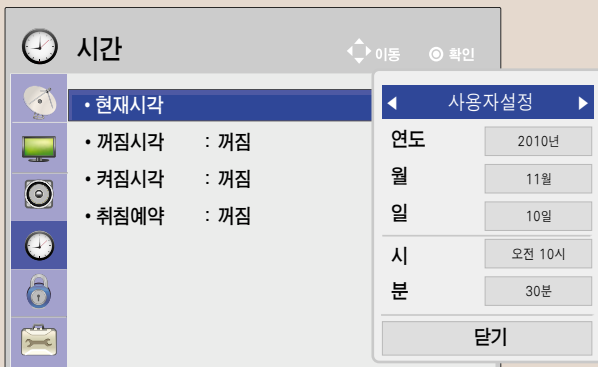 시간
이동 확인
• 현재시각
• 꺼짐시각 : 꺼짐
• 켜짐시각 : 꺼짐
• 취침예약 : 꺼짐
◀ 사용자설정 ▶
연도 2010년
월 11월
일 10일
시 오전 10시
분 30분
닫기